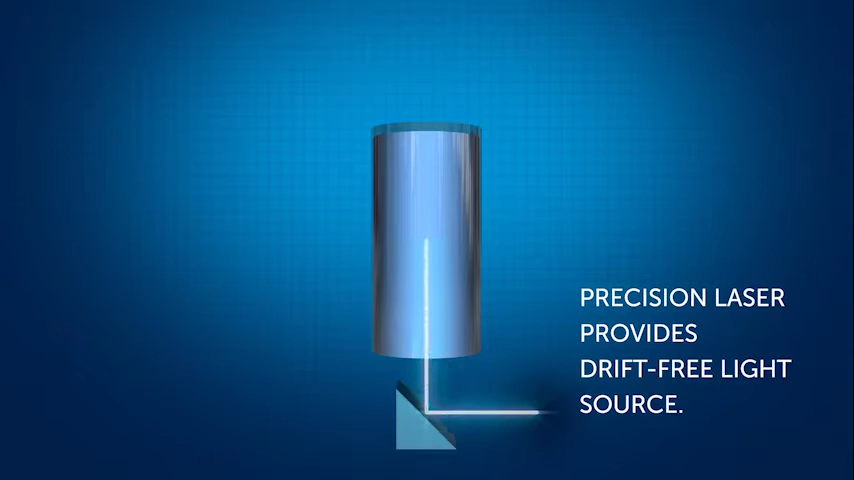 PRECISION LASER
PROVIDES
DRIFT-FREE LIGHT
SOURCE.